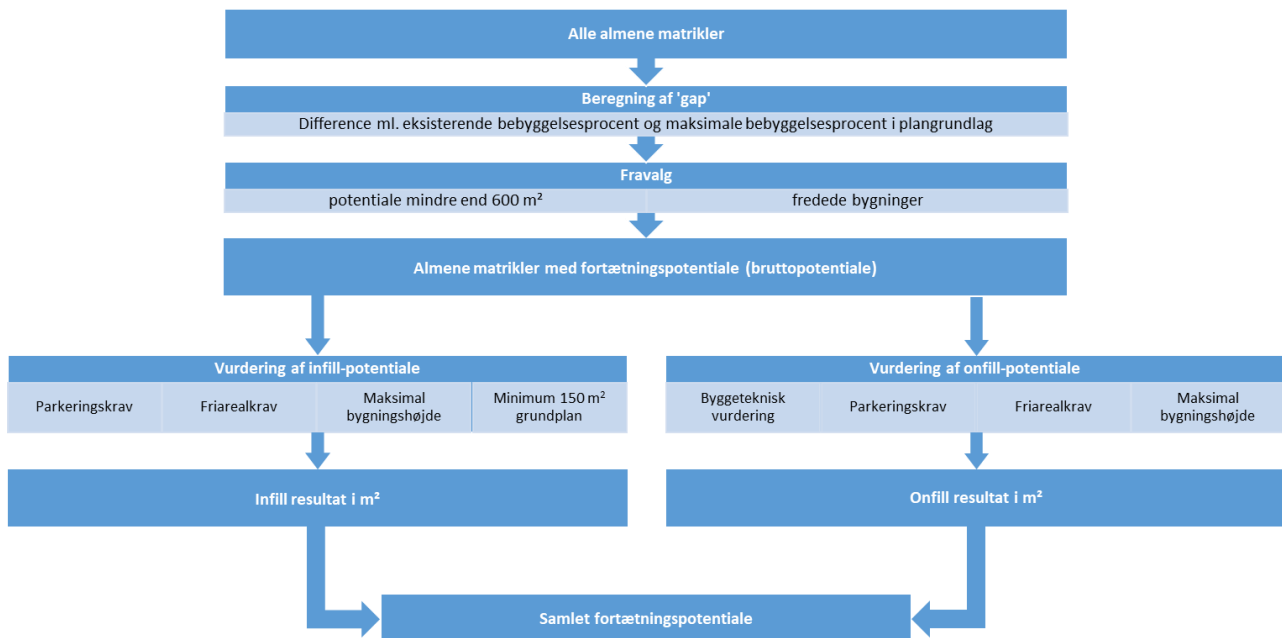 Alle almene matrikler
Beregning af 'gap'
Difference ml. eksisterende bebyggelsesprocent og maksimale bebyggelsesprocent i plangrundlag
Fravalg
potentiale mindre end 600 m²
fredede bygninger
Almene matrikler med fortætningspotentiale (bruttopotentiale)
Vurdering af infill-potentiale
Parkeringskrav
Friarealkrav
Maksimal
bygningshøjde
Minimum 150 m²
grundplan
Infill resultat i m²
Vurdering af onfill-potentiale
Byggeteknisk
vurdering
Parkeringskrav
Friarealkrav
Maksimal
bygningshøjde
Onfill resultat i m²
Samlet fortætningspotentiale